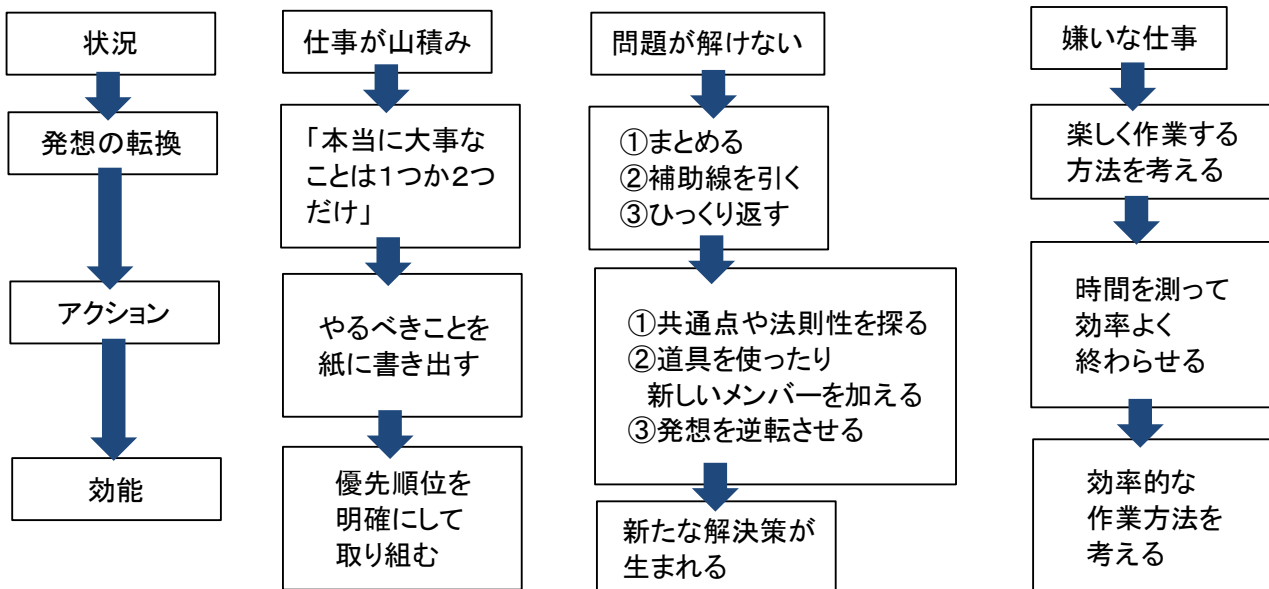 状況
発想の転換
アクション
効能
仕事が山積み
「本当に大事な
ことは１つか２つ
だけ」
やるべきことを
紙に書き出す
優先順位を
明確にして
取り組む
問題が解けない
①まとめる
②補助線を引く
③ひっくり返す
①共通点や法則性を探る
②道具を使ったり
新しいメンバーを加える
③発想を逆転させる
新たな解決策が
生まれる
嫌いな仕事
楽しく作業する
方法を考える
時間を測って
効率よく
終わらせる
効率的な
作業方法を
考える